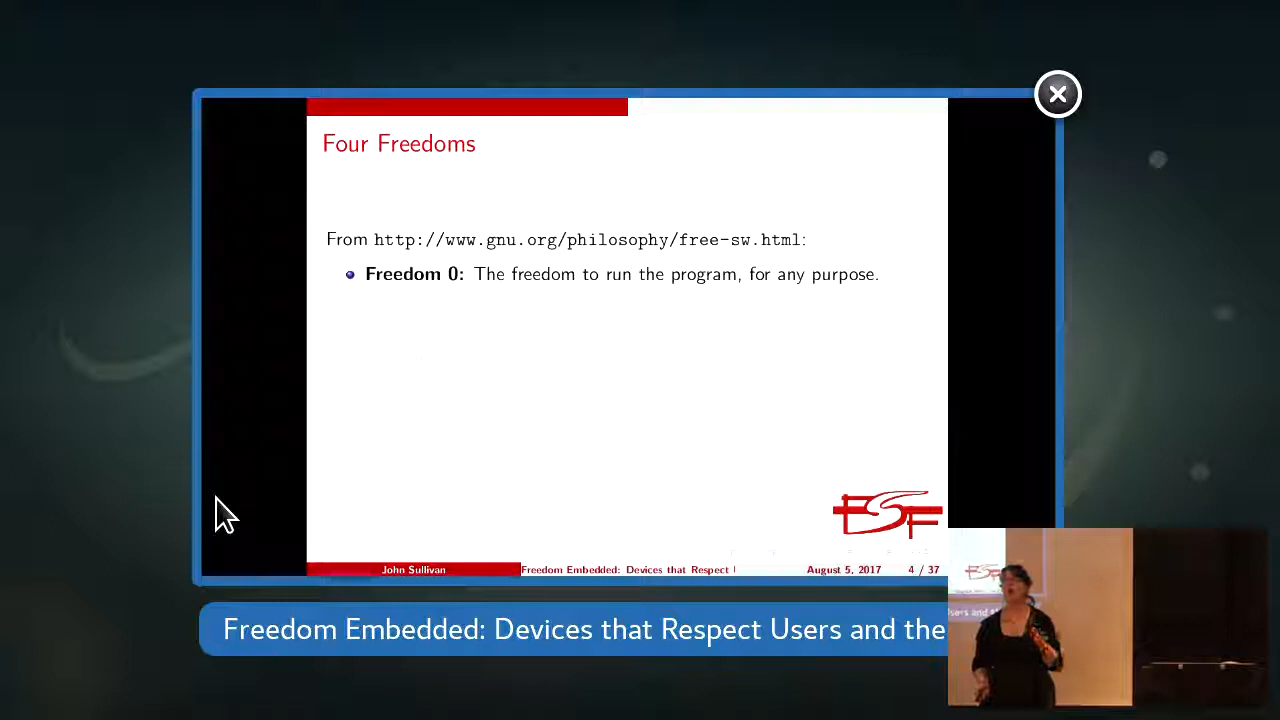 Four Freedoms
From http://www.gnu.org/philosophy/free-sw.html:
Freedom 0: The freedom to run the program, for any purpose.
FSF
John Sullivan
Freedom Embedded: Devices that Respect
August 5, 2017
4 / 37
Freedom Embedded: Devices that Respect Users and the